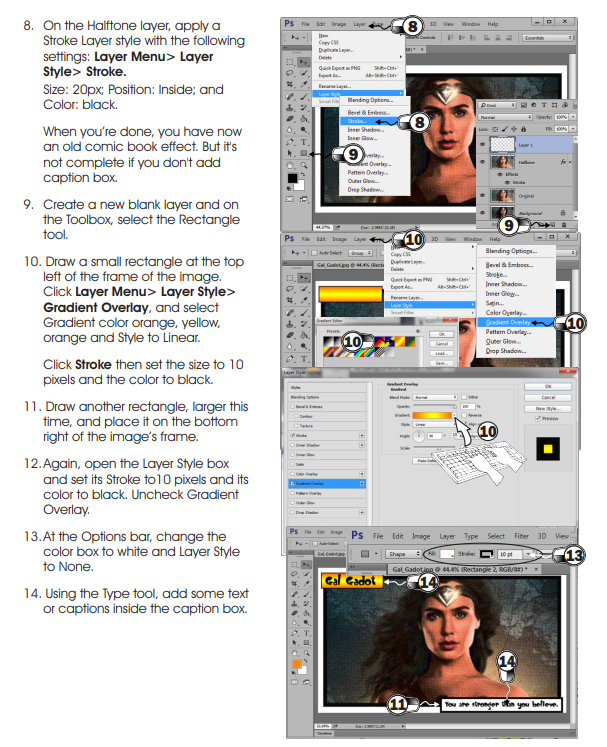 8. On the Halftone layer, apply a
Stroke Layer style with the following
settings: Layer Menu> Layer
Style> Stroke.
Size: 20px; Position: Inside; and
Color: black.
When you're done, you have now
an old comic book effect. But it's
not complete if you don't add
caption box.
9. Create a new blank layer and on
the Toolbox, select the Rectangle
tool.
10. Draw a small rectangle at the top
left of the frame of the image.
Click Layer Menu> Layer Style>
Gradient Overlay, and select
Gradient color orange, yellow,
orange and Style to Linear.
Click Stroke then set the size to 10
pixels and the color to black.
11. Draw another rectangle, larger this
time, and place it on the bottom
right of the image's frame.
12. Again, open the Layer Style box
and set its Stroke to10 pixels and its
color to black. Uncheck Gradient
Overlay.
13. At the Options bar, change the
color box to white and Layer Style
to None.
14. Using the Type tool, add some text
or captions inside the caption box.
Ps File Edit Image Layer 3D View Window Help
8
New
Copy CSS
Duplicate Layer...
Delete
Quick Export as PNG Shift+Ctrl+'
Export As... Alt+Shift+Ctrl+'
Rename Layer...
Layer Style
Smart Filter
Blending Options...
Bevel & Emboss...
Stroke...
8
Inner Shadow...
Inner Glow...
9
Pattern Overlay...
Outer Glow...
Drop Shadow...
Essentials
Kind
Normal Opacity: 100%
Lock: Fill: 100%
Layer 1
Halftone fx
Effects
Stroke
Original
Background
9
44.37%
Ps File Edit Image Layer 3D View Window Help
10
Auto-Select: Group
Gal_Gadot.jpg @ 44.4% (Recta
Copy CSS
Duplicate Layer...
Delete
Quick Export as PNG Shift+Ctrl+'
Export As... Alt+Shift+Ctrl+'
Rename Layer...
Layer Style
Smart Filter
Blending Options...
Bevel & Emboss...
Stroke...
Inner Shadow...
Inner Glow...
Satin...
Color Overlay...
Gradient Overlay...
10
Pattern Overlay...
Outer Glow...
Drop Shadow...
Gradient Editor
Presets
10
OK
Cancel
Load...
Save...
Layer Style
Styles
Blending Options
Bevel & Emboss
Contour
Texture
Stroke
Inner Shadow
Inner Glow
Satin
Color Overlay
Gradient Overlay
Pattern Overlay
Outer Glow
Drop Shadow
Gradient Overlay
Gradient
Blend Mode: Normal Dither
Opacity: 100 %
Gradient: Reverse
Style: Linear
Angle: 90
Scale:
10
OK
Cancel
New Style...
Preview
Ps File Edit Image Layer Type Select Filter 3D View
Shape Fill: Stroke: 10 pt
13
Gal_Gadot.jpg @ 44.4% (Rectangle 2, RGB/8#) *
Gal Gadot
14
14
11
You are stronger than you believe.
Timeline